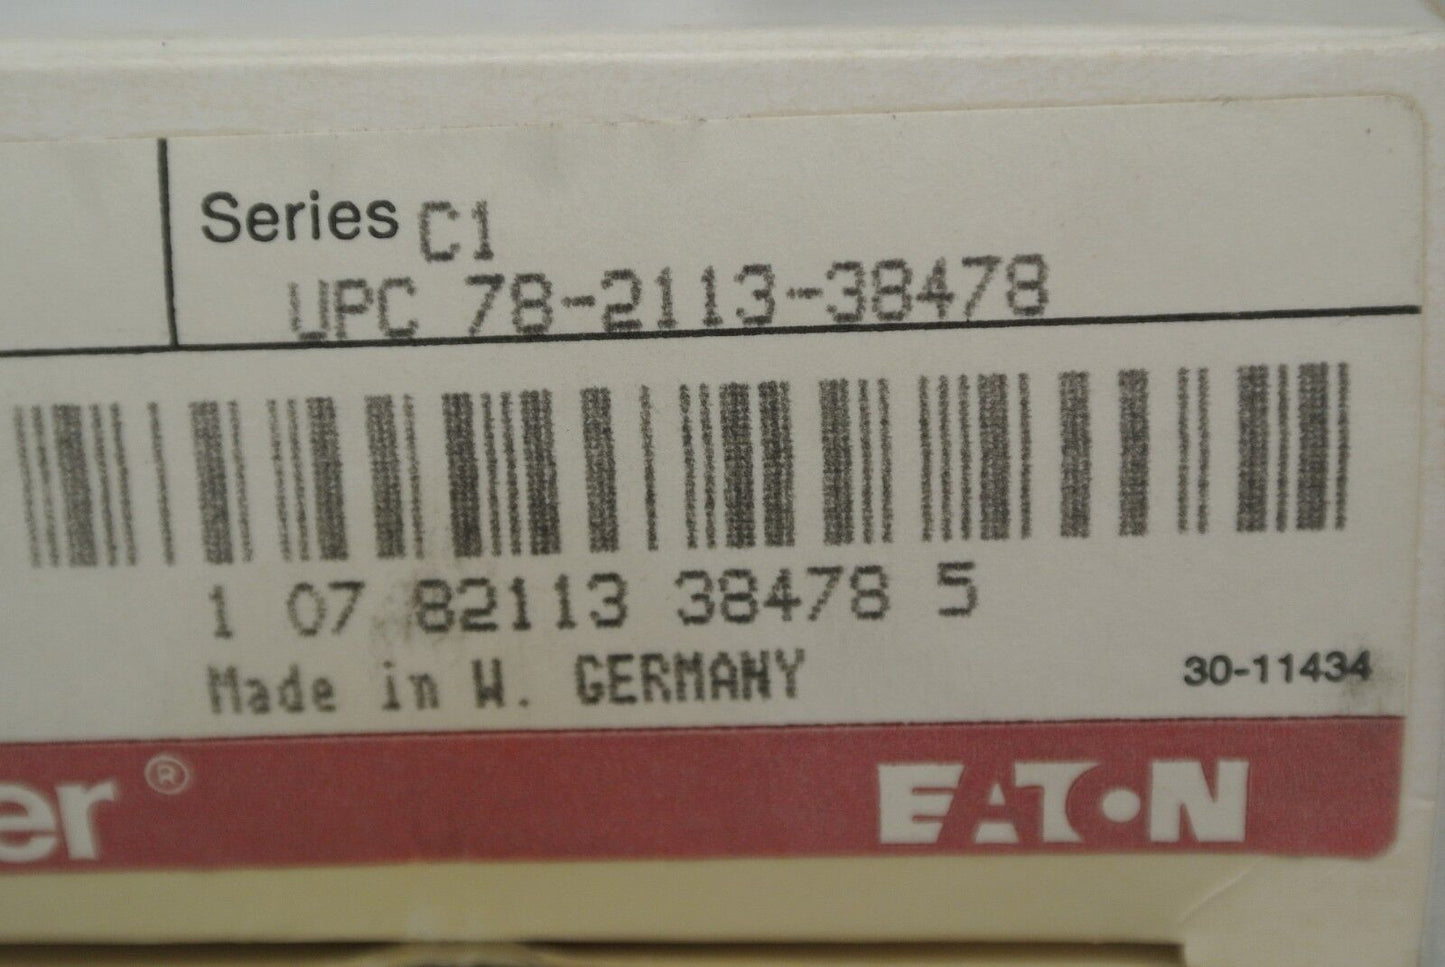 Series C1
UPC 78-2113-38478
1 07 82113 38478 5
Made in W. GERMANY
30-11434
er®
EATON